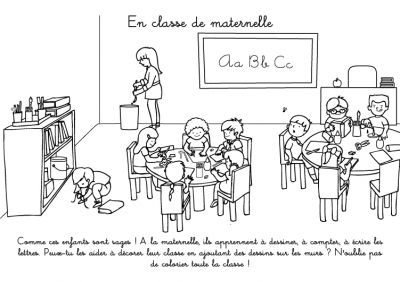 En classe de maternelle
Aa Bb Cc
Comme ces enfants sont sages ! A la maternelle, ils apprennent à dessiner, à compter, à écrire les
lettres. Peux-tu les aider à décorer leur classe en ajoutant des dessins sur les murs ? N'oublie pas
de colorier toute la classe !